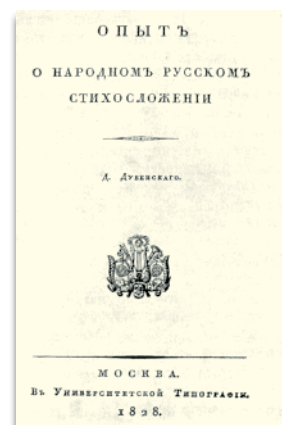 ОПЫТЪ
О НАРОДНОМЪ РУССКОМЪ
СТИХОСЛОЖЕНІИ
Д. Дубенскаго.
МОСКВА.
Въ Университетской Типографіи.
1828.